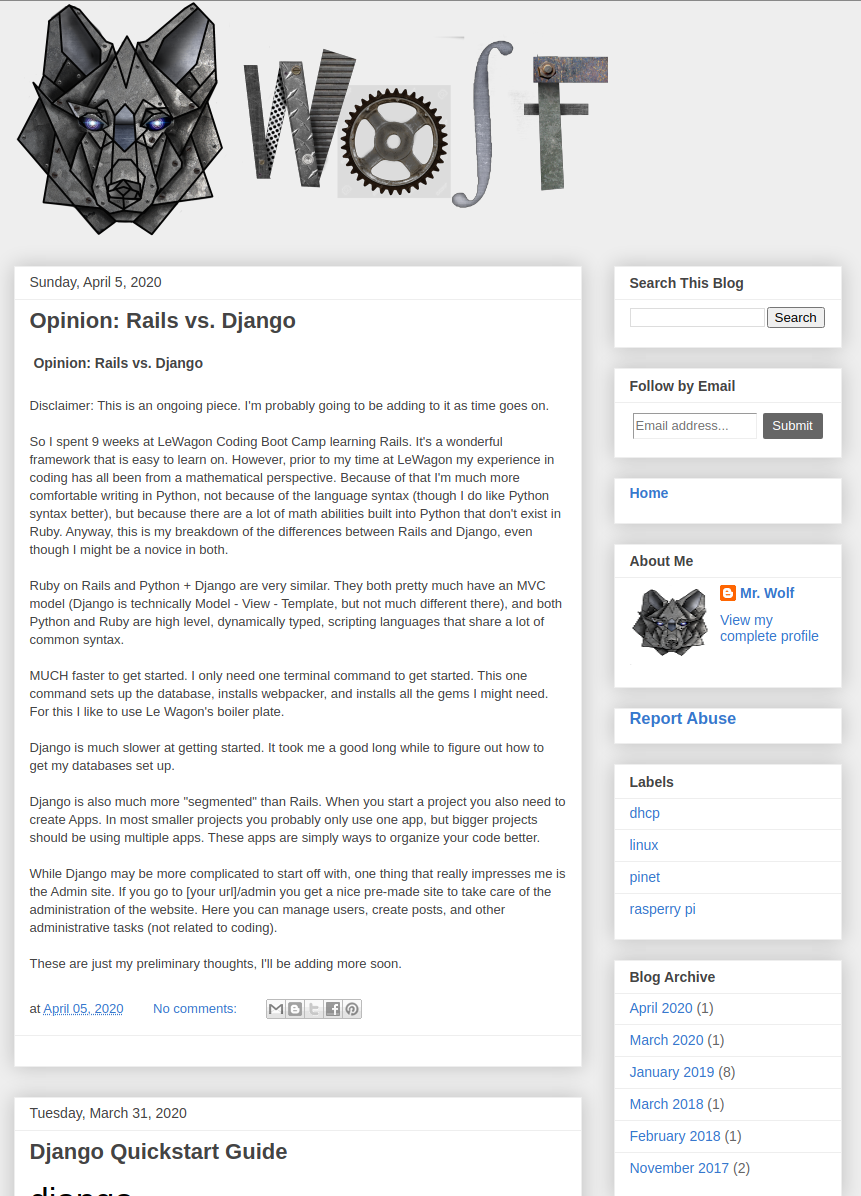 WOLF
Sunday, April 5, 2020
Opinion: Rails vs. Django
Opinion: Rails vs. Django
Disclaimer: This is an ongoing piece. I'm probably going to be adding to it as time goes on.
So I spent 9 weeks at LeWagon Coding Boot Camp learning Rails. It's a wonderful
framework that is easy to learn on. However, prior to my time at LeWagon my experience in
coding has all been from a mathematical perspective. Because of that I'm much more
comfortable writing in Python, not because of the language syntax (though I do like Python
syntax better), but because there are a lot of math abilities built into Python that don't exist in
Ruby. Anyway, this is my breakdown of the differences between Rails and Django, even
though I might be a novice in both.
Ruby on Rails and Python + Django are very similar. They both pretty much have an MVC
model (Django is technically Model - View - Template, but not much different there), and both
Python and Ruby are high level, dynamically typed, scripting languages that share a lot of
common syntax.
MUCH faster to get started. I only need one terminal command to get started. This one
command sets up the database, installs webpacker, and installs all the gems I might need.
For this I like to use Le Wagon's boiler plate.
Django is much slower at getting started. It took me a good long while to figure out how to
get my databases set up.
Django is also much more "segmented" than Rails. When you start a project you also need to
create Apps. In most smaller projects you probably only use one app, but bigger projects
should be using multiple apps. These apps are simply ways to organize your code better.
While Django may be more complicated to start off with, one thing that really impresses me is
the Admin site. If you go to [your url]/admin you get a nice pre-made site to take care of the
administration of the website. Here you can manage users, create posts, and other
administrative tasks (not related to coding).
These are just my preliminary thoughts, I'll be adding more soon.
at April 05, 2020 No comments:
Tuesday, March 31, 2020
Django Quickstart Guide
django
Search This Blog
Search
Follow by Email
Email address... Submit
Home
About Me
Mr. Wolf
View my
complete profile
Report Abuse
Labels
dhcp
linux
pinet
rasperry pi
Blog Archive
April 2020 (1)
March 2020 (1)
January 2019 (8)
March 2018 (1)
February 2018 (1)
November 2017 (2)